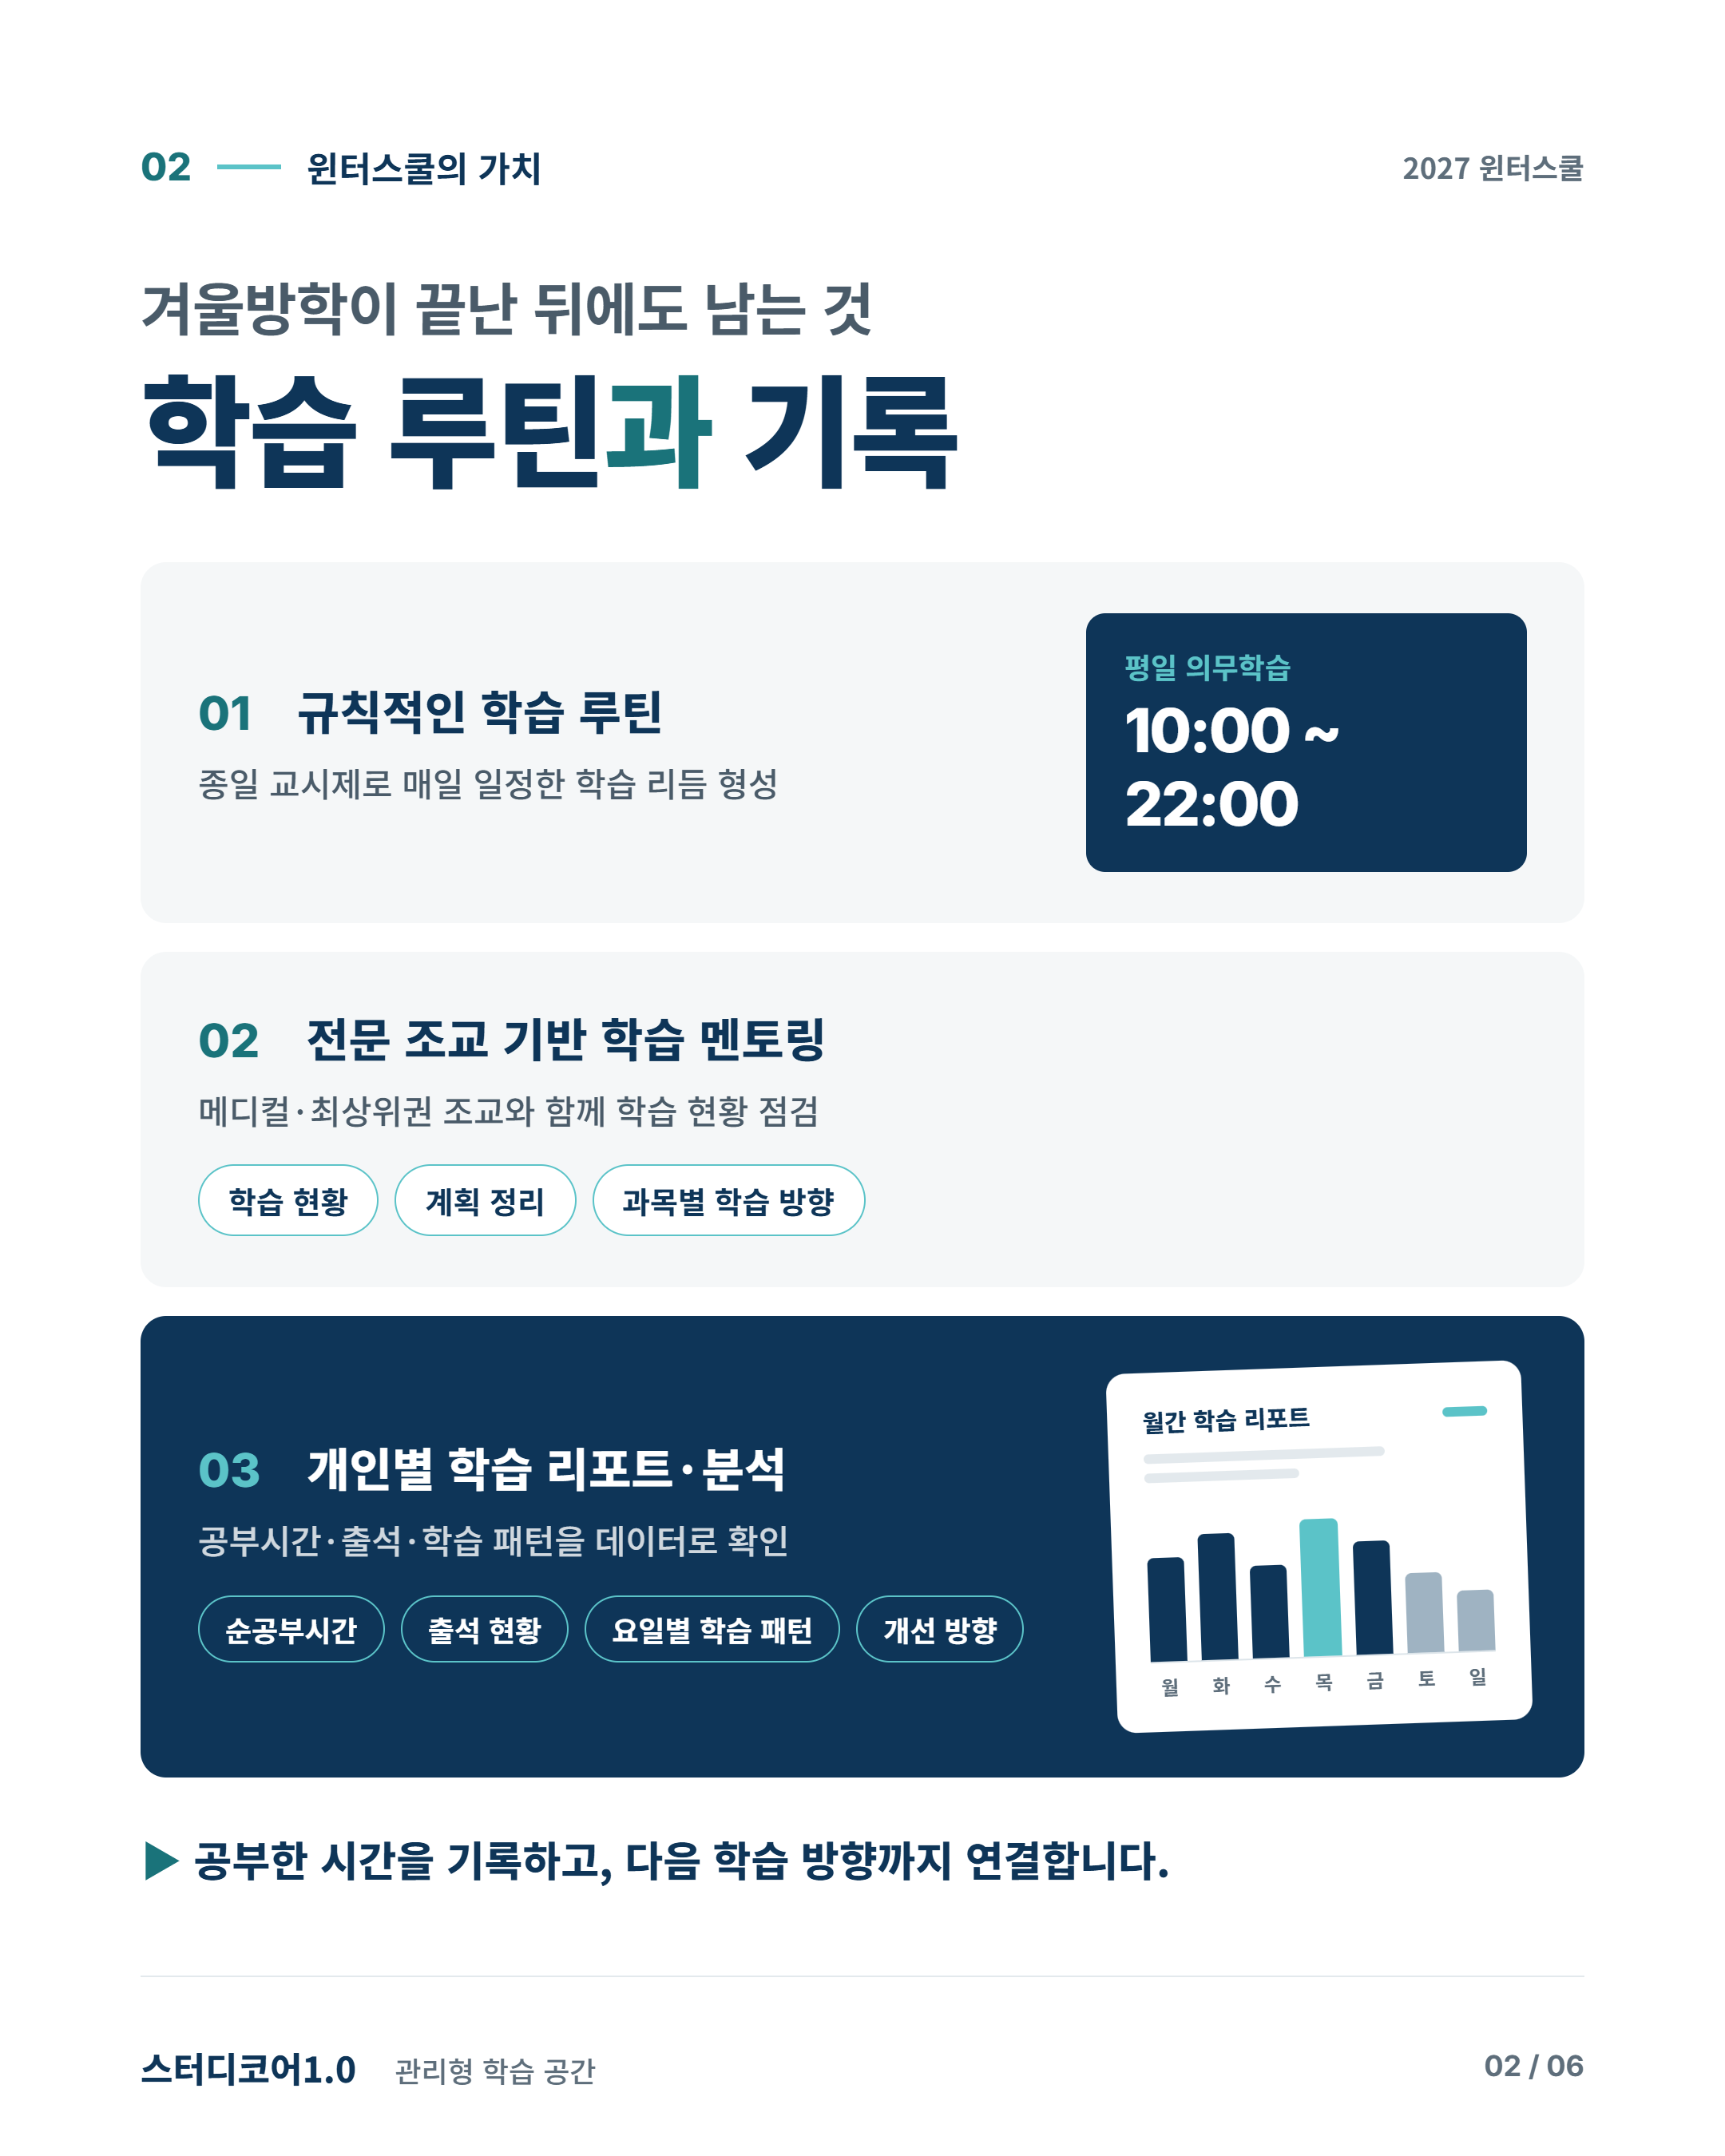 02 윈터스쿨의 가치
2027 윈터스쿨
겨울방학이 끝난 뒤에도 남는 것
학습 루틴과 기록
01 규칙적인 학습 루틴
종일 교시제로 매일 일정한 학습 리듬 형성
평일 의무학습
10:00 ~
22:00
02 전문 조교 기반 학습 멘토링
메디컬·최상위권 조교와 함께 학습 현황 점검
학습 현황
계획 정리
과목별 학습 방향
03 개인별 학습 리포트·분석
공부시간·출석·학습 패턴을 데이터로 확인
순공부시간
출석 현황
요일별 학습 패턴
개선 방향
월간 학습 리포트
월 화 수 목 금 토 일
▶ 공부한 시간을 기록하고, 다음 학습 방향까지 연결합니다.
스터디코어1.0 관리형 학습 공간
02 / 06